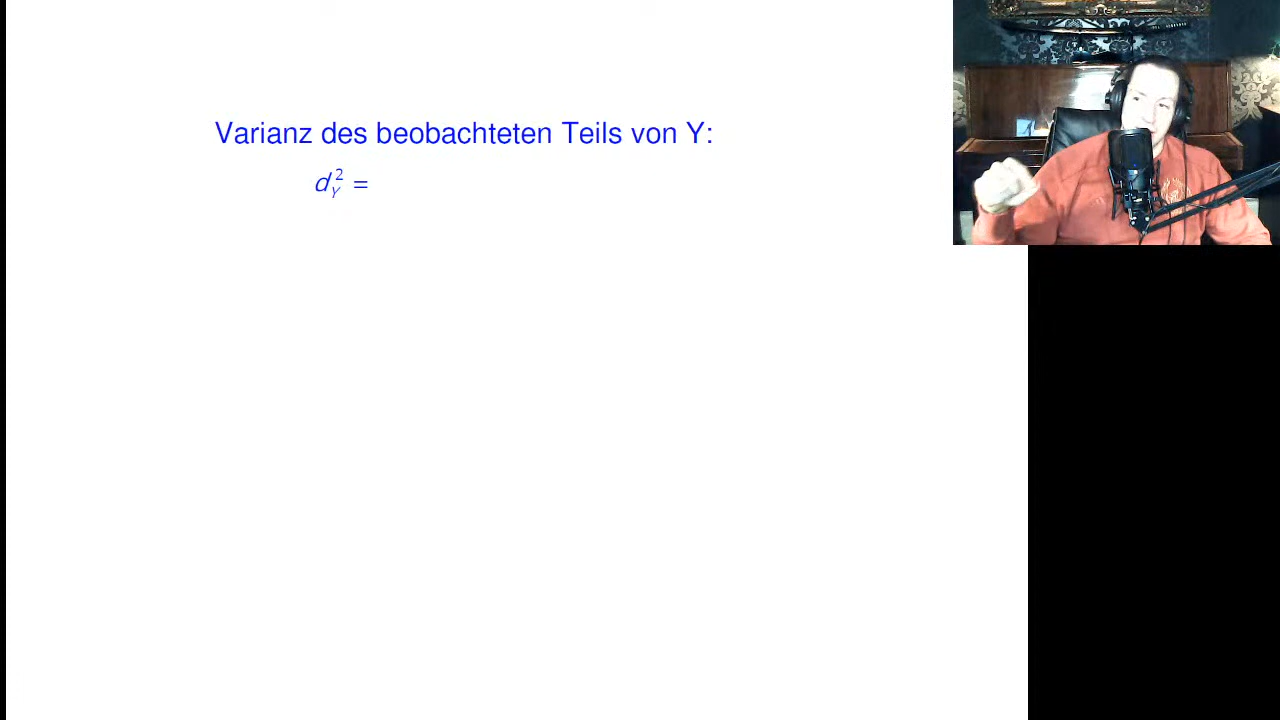 Varianz des beobachteten Teils von Y:
d_Y^2 =